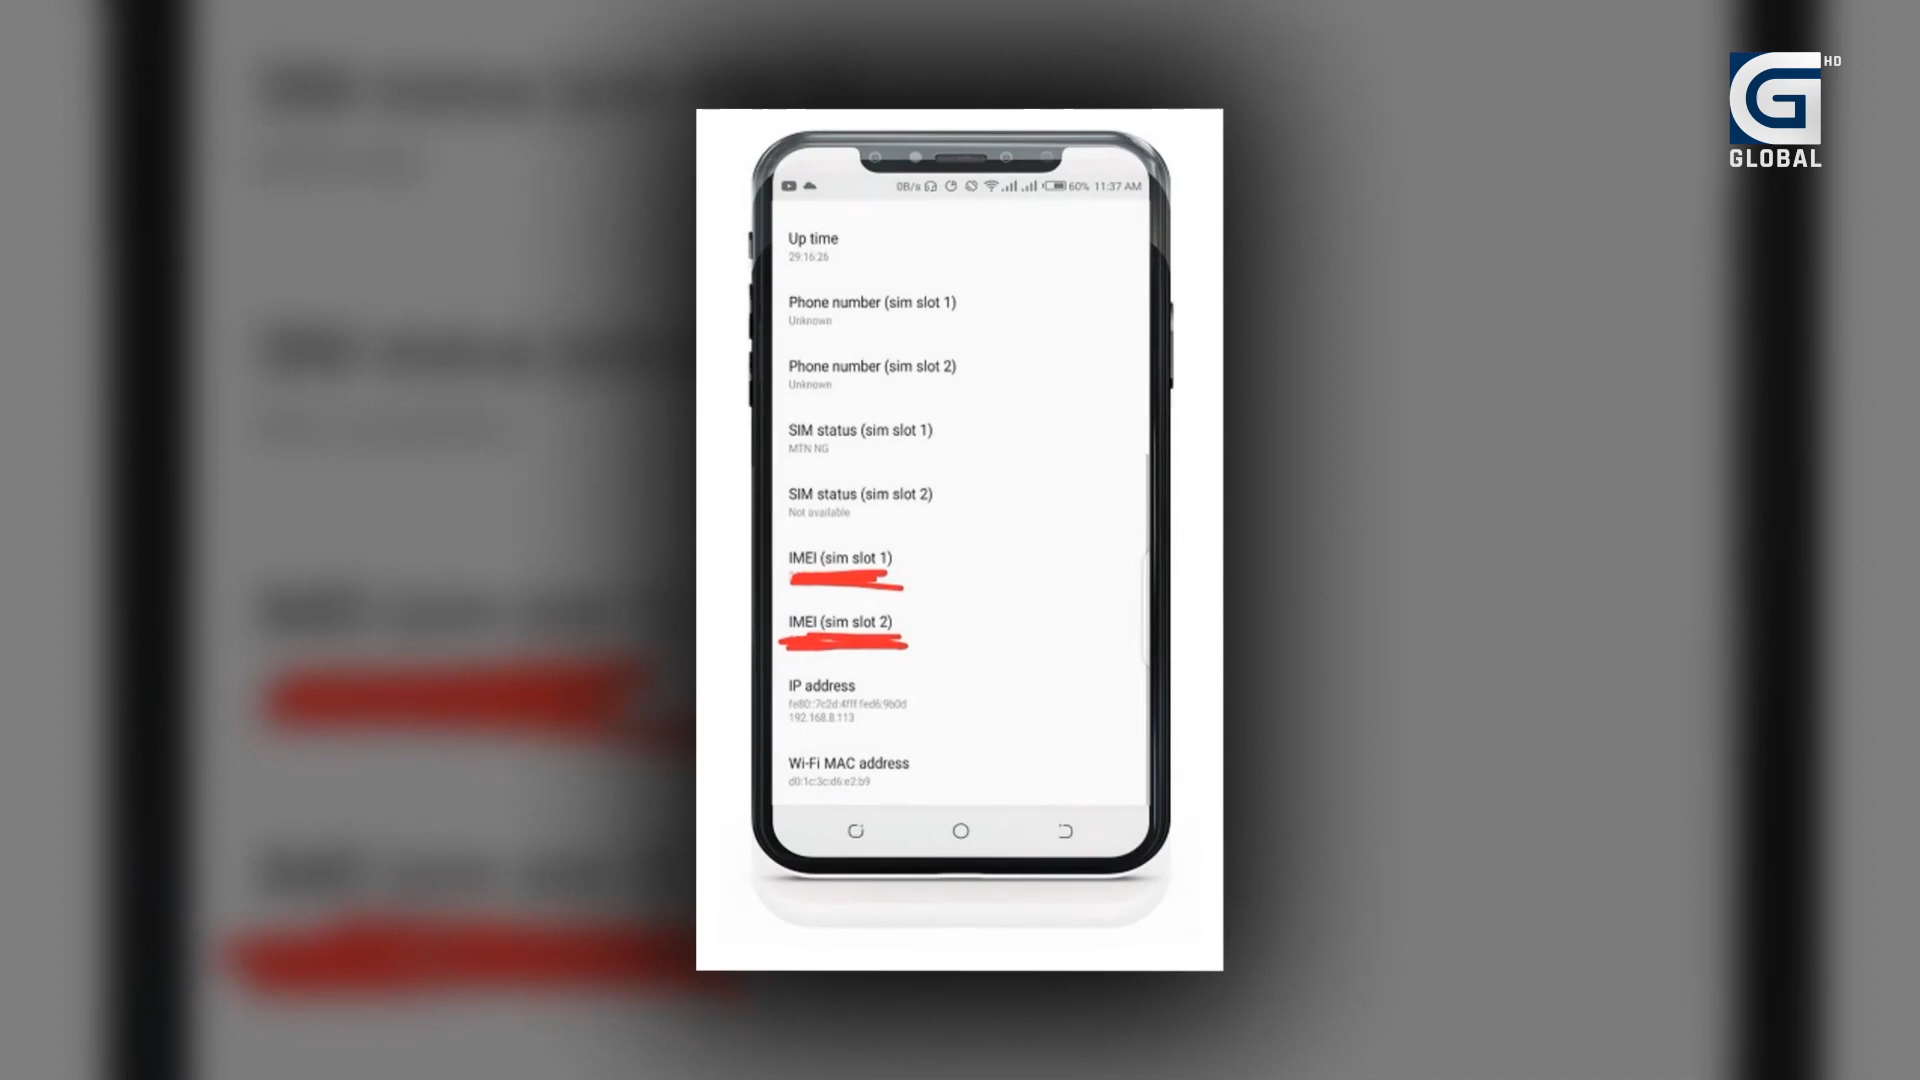 HD
GLOBAL
0B/s 60% 11:37 AM
Up time
29:16:26
Phone number (sim slot 1)
Unknown
Phone number (sim slot 2)
Unknown
SIM status (sim slot 1)
MTN NG
SIM status (sim slot 2)
Not available
IMEI (sim slot 1)
IMEI (sim slot 2)
IP address
fe80::7c2d:4fff:fed6:9b0d
192.168.8.113
Wi-Fi MAC address
d0:1c:3c:d6:e2:b9